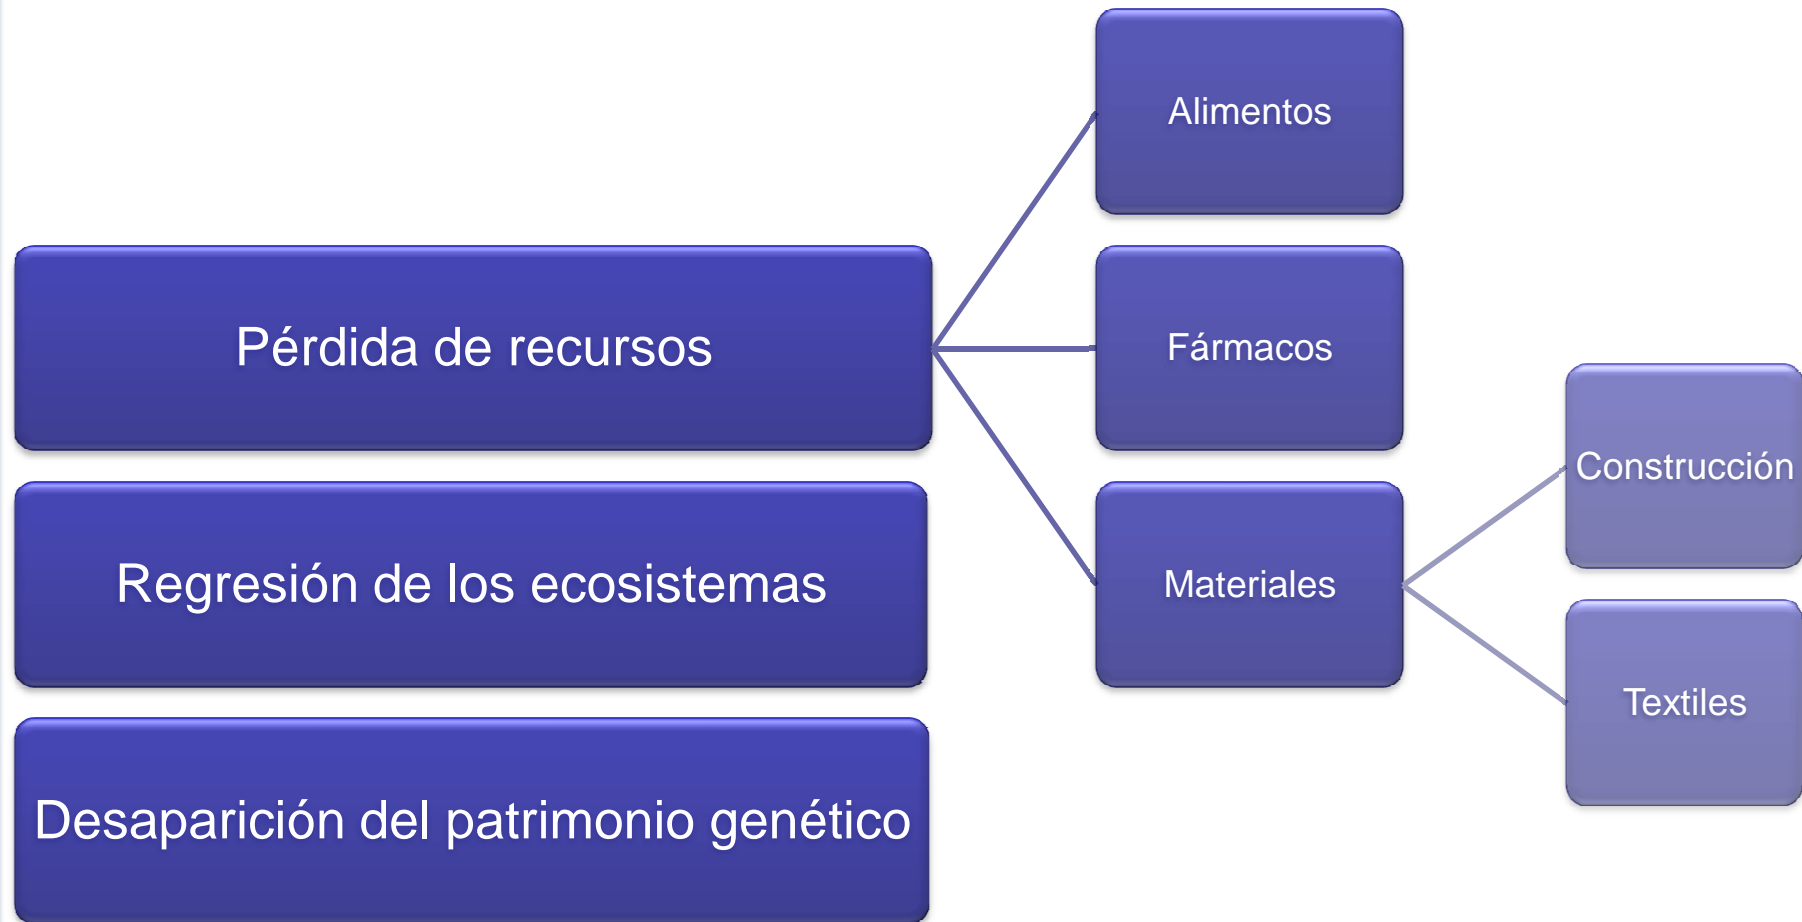 Pérdida de recursos
Alimentos
Fármacos
Materiales
Construcción
Textiles
Regresión de los ecosistemas
Desaparición del patrimonio genético